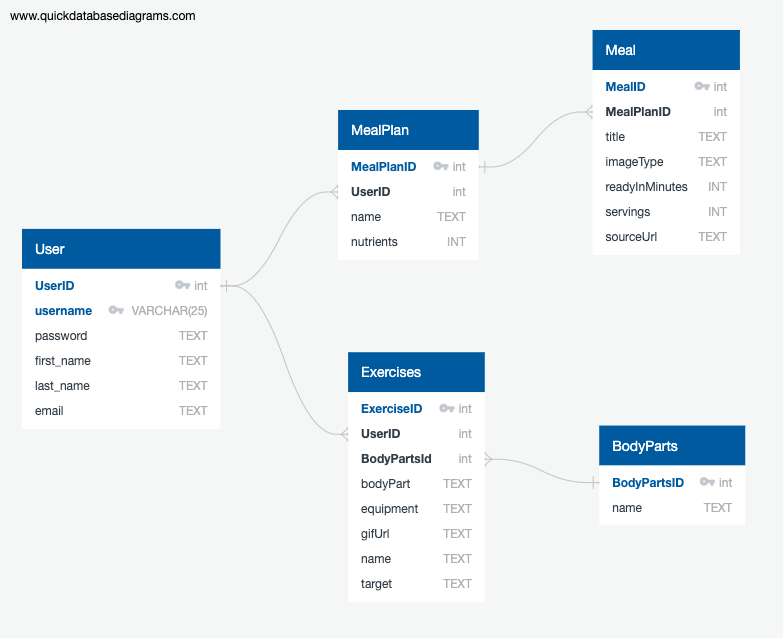 www.quickdatabasediagrams.com
User
UserID int
username VARCHAR(25)
password TEXT
first_name TEXT
last_name TEXT
email TEXT
MealPlan
MealPlanID int
UserID int
name TEXT
nutrients INT
Meal
MealID int
MealPlanID int
title TEXT
imageType TEXT
readyInMinutes INT
servings INT
sourceUrl TEXT
Exercises
ExerciseID int
UserID int
BodyPartsId int
bodyPart TEXT
equipment TEXT
gifUrl TEXT
name TEXT
target TEXT
BodyParts
BodyPartsID int
name TEXT